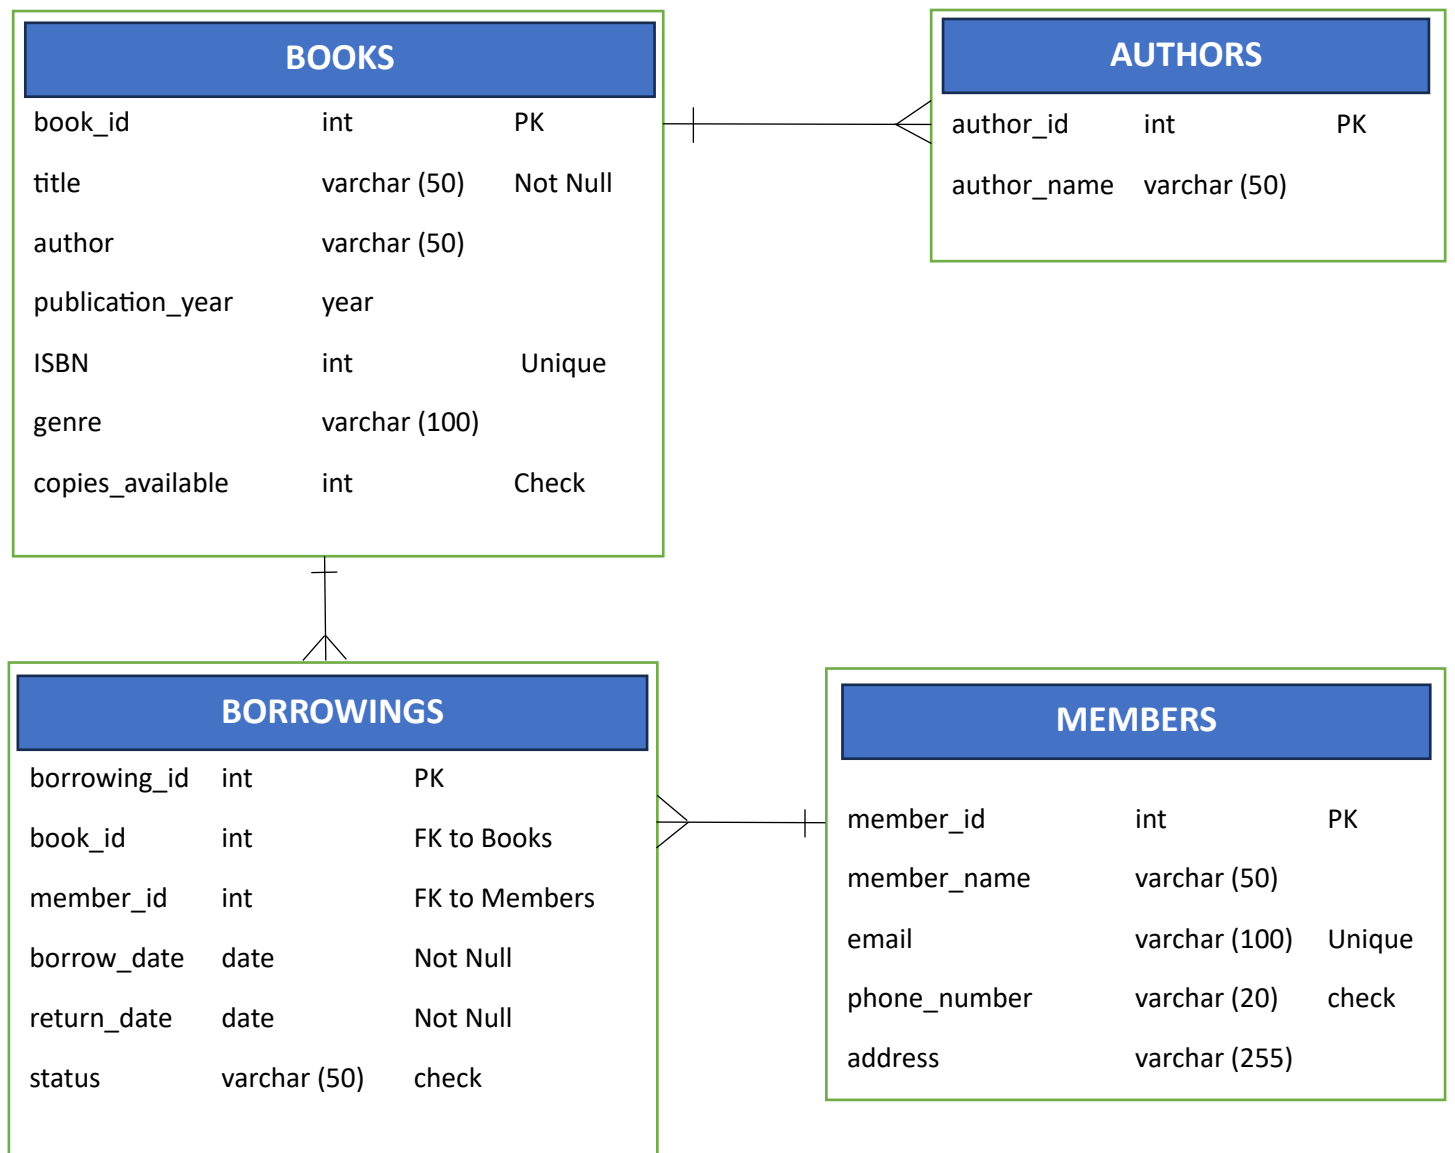 BOOKS
book_id int PK
title varchar (50) Not Null
author varchar (50)
publication_year year
ISBN int Unique
genre varchar (100)
copies_available int Check
AUTHORS
author_id int PK
author_name varchar (50)
BORROWINGS
borrowing_id int PK
book_id int FK to Books
member_id int FK to Members
borrow_date date Not Null
return_date date Not Null
status varchar (50) check
MEMBERS
member_id int PK
member_name varchar (50)
email varchar (100) Unique
phone_number varchar (20) check
address varchar (255)